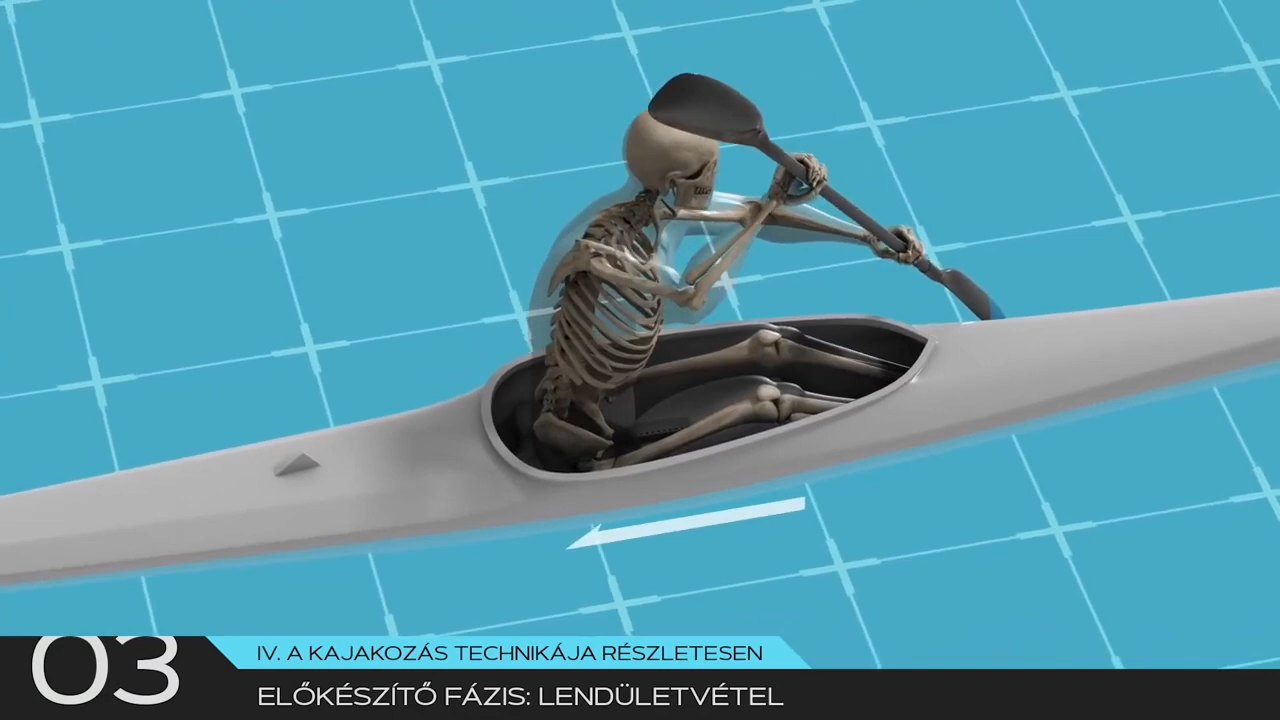 03
IV. A KAJAKOZÁS TECHNIKÁJA RÉSZLETESEN
ELŐKÉSZÍTŐ FÁZIS: LENDÜLETVÉTEL